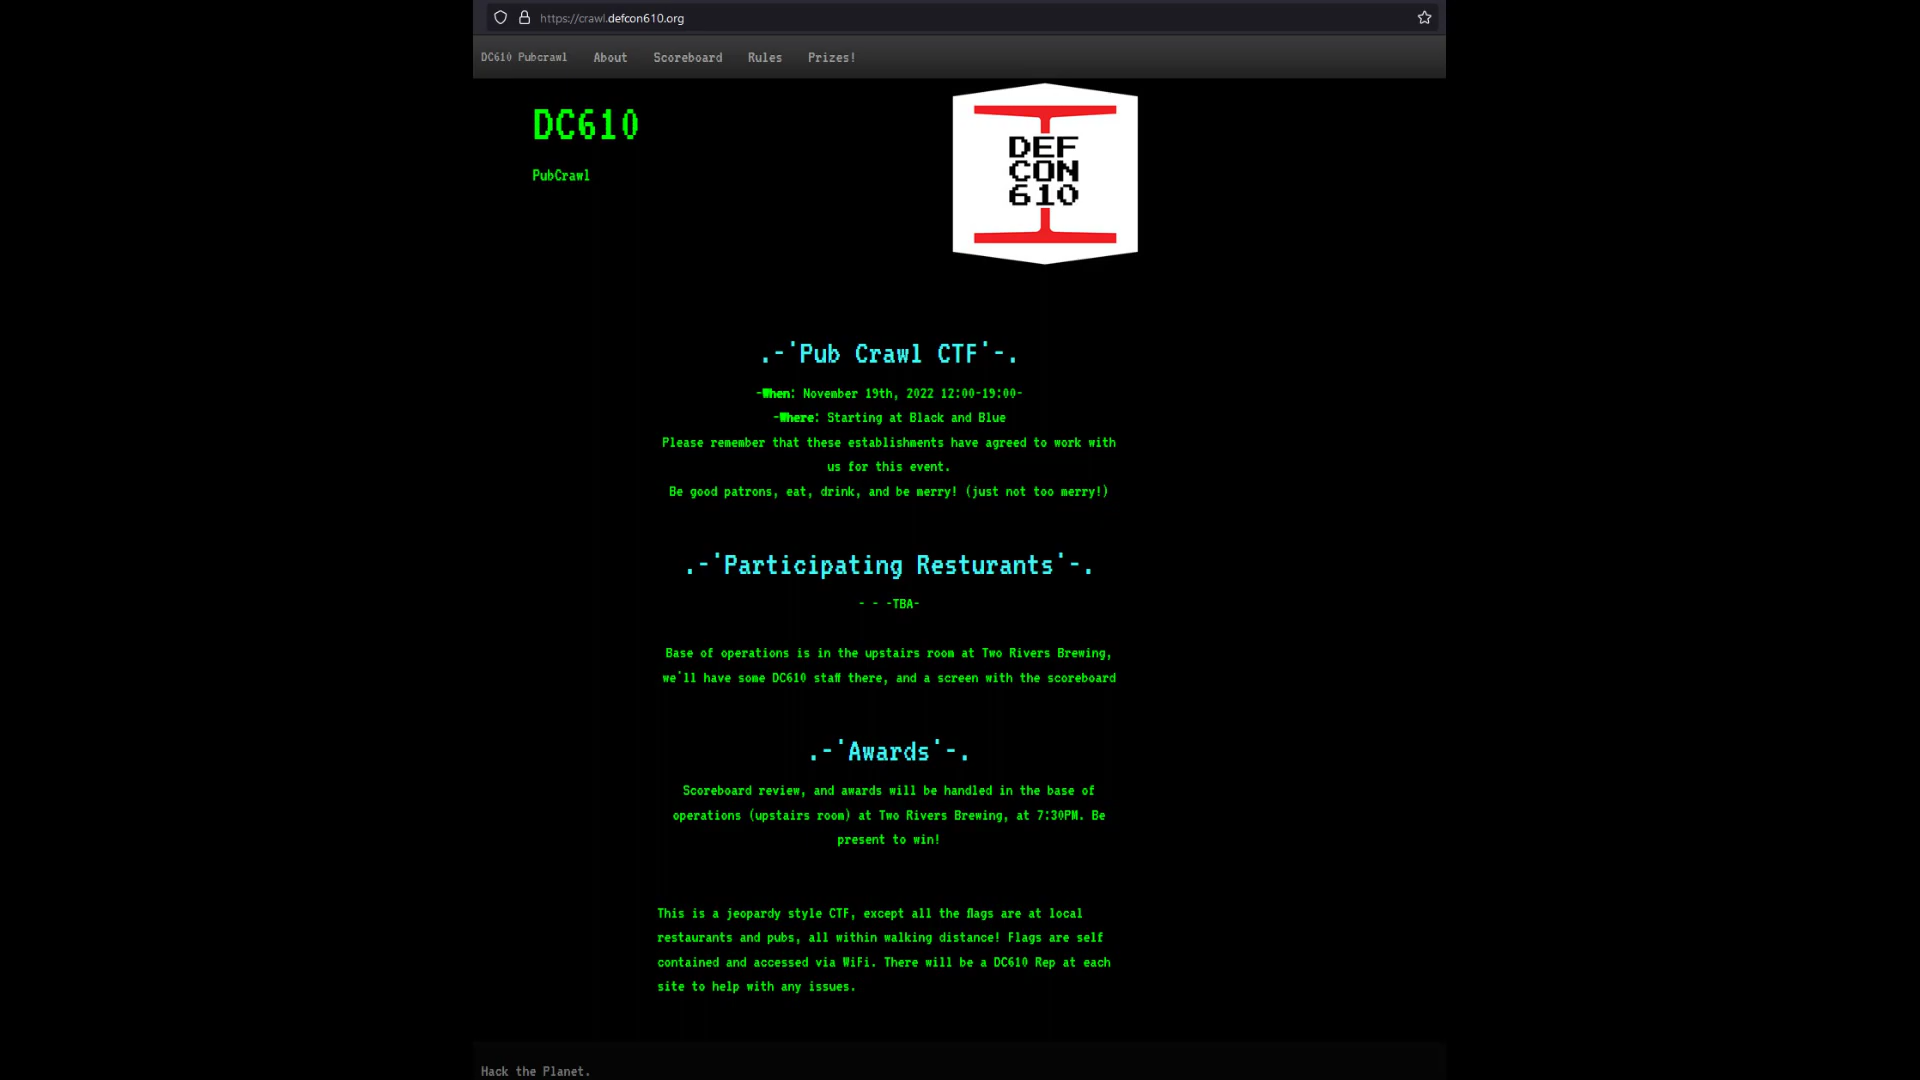 https://crawl.defcon610.org
DC610 Pubcrawl About Scoreboard Rules Prizes!
DC610
PubCrawl
DEF
CON
610
.-'Pub Crawl CTF'-.
-When: November 19th, 2022 12:00-19:00-
-Where: Starting at Black and Blue
Please remember that these establishments have agreed to work with
us for this event.
Be good patrons, eat, drink, and be merry! (just not too merry!)
.-'Participating Resturants'-.
- - -TBA-
Base of operations is in the upstairs room at Two Rivers Brewing,
we'll have some DC610 staff there, and a screen with the scoreboard
.-'Awards'-.
Scoreboard review, and awards will be handled in the base of
operations (upstairs room) at Two Rivers Brewing, at 7:30PM. Be
present to win!
This is a jeopardy style CTF, except all the flags are at local
restaurants and pubs, all within walking distance! Flags are self
contained and accessed via WiFi. There will be a DC610 Rep at each
site to help with any issues.
Hack the Planet.